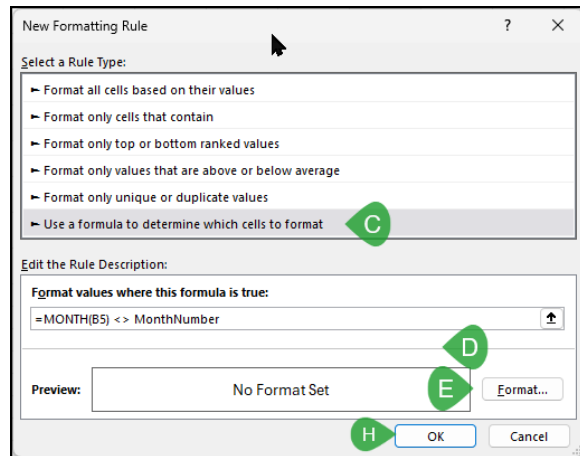 New Formatting Rule ? ×
Select a Rule Type:
► Format all cells based on their values
► Format only cells that contain
► Format only top or bottom ranked values
► Format only values that are above or below average
► Format only unique or duplicate values
► Use a formula to determine which cells to format C
Edit the Rule Description:
Format values where this formula is true:
=MONTH(B5) <> MonthNumber
D
Preview: No Format Set E Format...
H OK Cancel